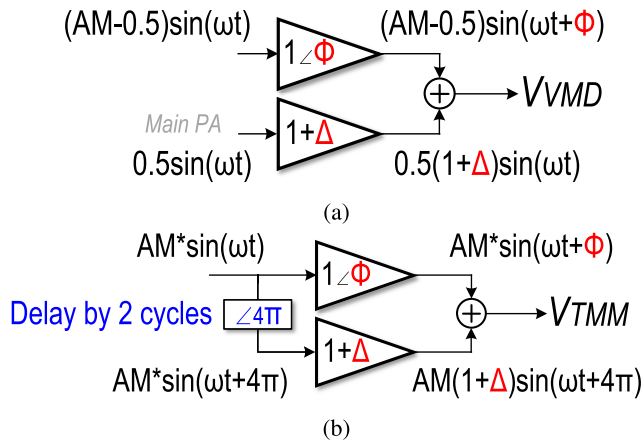 (AM-0.5)sin(ωt)
(AM-0.5)sin(ωt+Φ)
1∠Φ
+
VVMD
Main PA
1+Δ
0.5sin(ωt)
0.5(1+Δ)sin(ωt)
(a)
AM*sin(ωt)
AM*sin(ωt+Φ)
1∠Φ
Delay by 2 cycles
∠4π
+
VTMM
1+Δ
AM*sin(ωt+4π)
AM(1+Δ)sin(ωt+4π)
(b)